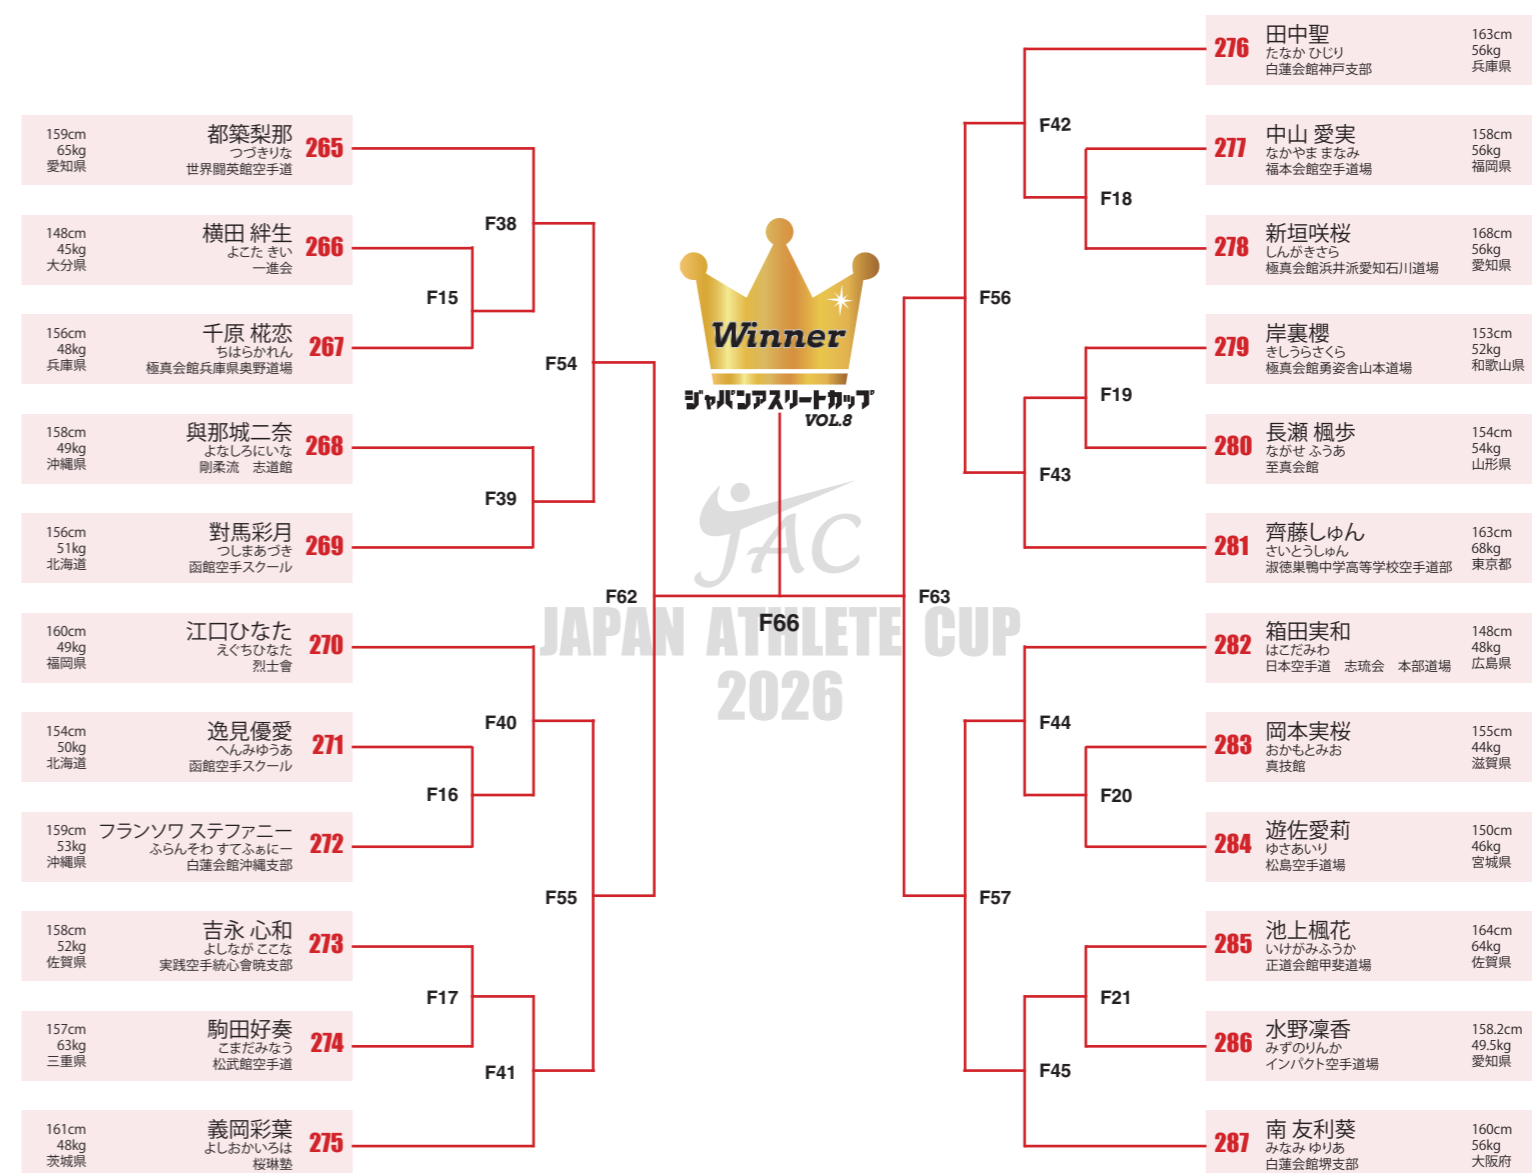 159cm
65kg
愛知県
都築梨那
つづきりな
世界闘英館空手道
265
148cm
45kg
大分県
横田 絆生
よこた きい
一進会
266
156cm
48kg
兵庫県
千原 椛恋
ちはらかれん
極真会館兵庫県奥野道場
267
158cm
49kg
沖縄県
與那城二奈
よなしろにいな
剛柔流　志道館
268
156cm
51kg
北海道
對馬彩月
つしまあづき
函館空手スクール
269
160cm
49kg
福岡県
江口ひなた
えぐちひなた
烈士會
270
154cm
50kg
北海道
逸見優愛
へんみゆうあ
函館空手スクール
271
159cm
53kg
沖縄県
フランソワ ステファニー
ふらんそわ すてふぁにー
白蓮会館沖縄支部
272
158cm
52kg
佐賀県
吉永 心和
よしなが ここな
実践空手統心會暁支部
273
157cm
63kg
三重県
駒田好奏
こまだみなう
松武館空手道
274
161cm
48kg
茨城県
義岡彩葉
よしおかいろは
桜琳塾
275
F38
F15
F54
F39
F62
F40
F16
F55
F17
F41
Winner
ジャパンアスリートカップ
VOL.8
JAC
JAPAN ATHLETE CUP
2026
F66
F42
F18
F56
F19
F43
F63
F44
F20
F57
F21
F45
276
田中聖
たなか ひじり
白蓮会館神戸支部
163cm
56kg
兵庫県
277
中山 愛実
なかやま まなみ
福本会館空手道場
158cm
56kg
福岡県
278
新垣咲桜
しんがきさら
極真会館浜井派愛知石川道場
168cm
56kg
愛知県
279
岸裏櫻
きしうらさくら
極真会館勇姿舎山本道場
153cm
52kg
和歌山県
280
長瀬 楓歩
ながせ ふうあ
至真会館
154cm
54kg
山形県
281
齊藤しゅん
さいとうしゅん
淑徳巣鴨中学高等学校空手道部
163cm
68kg
東京都
282
箱田実和
はこだみわ
日本空手道　志琉会　本部道場
148cm
48kg
広島県
283
岡本実桜
おかもとみお
真技館
155cm
44kg
滋賀県
284
遊佐愛莉
ゆさあいり
松島空手道場
150cm
46kg
宮城県
285
池上楓花
いけがみふうか
正道会館甲斐道場
164cm
64kg
佐賀県
286
水野凜香
みずのりんか
インパクト空手道場
158.2cm
49.5kg
愛知県
287
南 友利葵
みなみ ゆりあ
白蓮会館堺支部
160cm
56kg
大阪府